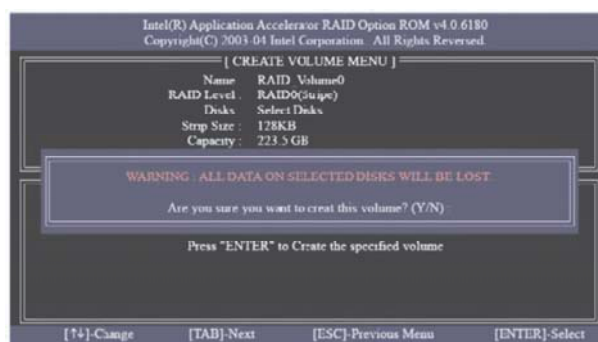 Intel(R) Application Accelerator RAID Option ROM v4.0.6180
Copyright(C) 2003-04 Intel Corporation. All Rights Reversed.
[ CREATE VOLUME MENU ]
Name RAID_Volume0
RAID Level : RAID0(Stripe)
Disks Select Disks
Strip Size : 128KB
Capacity : 223.5 GB
WARNING : ALL DATA ON SELECTED DISKS WILL BE LOST.
Are you sure you want to creat this volume? (Y/N) :
Press "ENTER" to Create the specified volume
[↑↓]-Change [TAB]-Next [ESC]-Previous Menu [ENTER]-Select